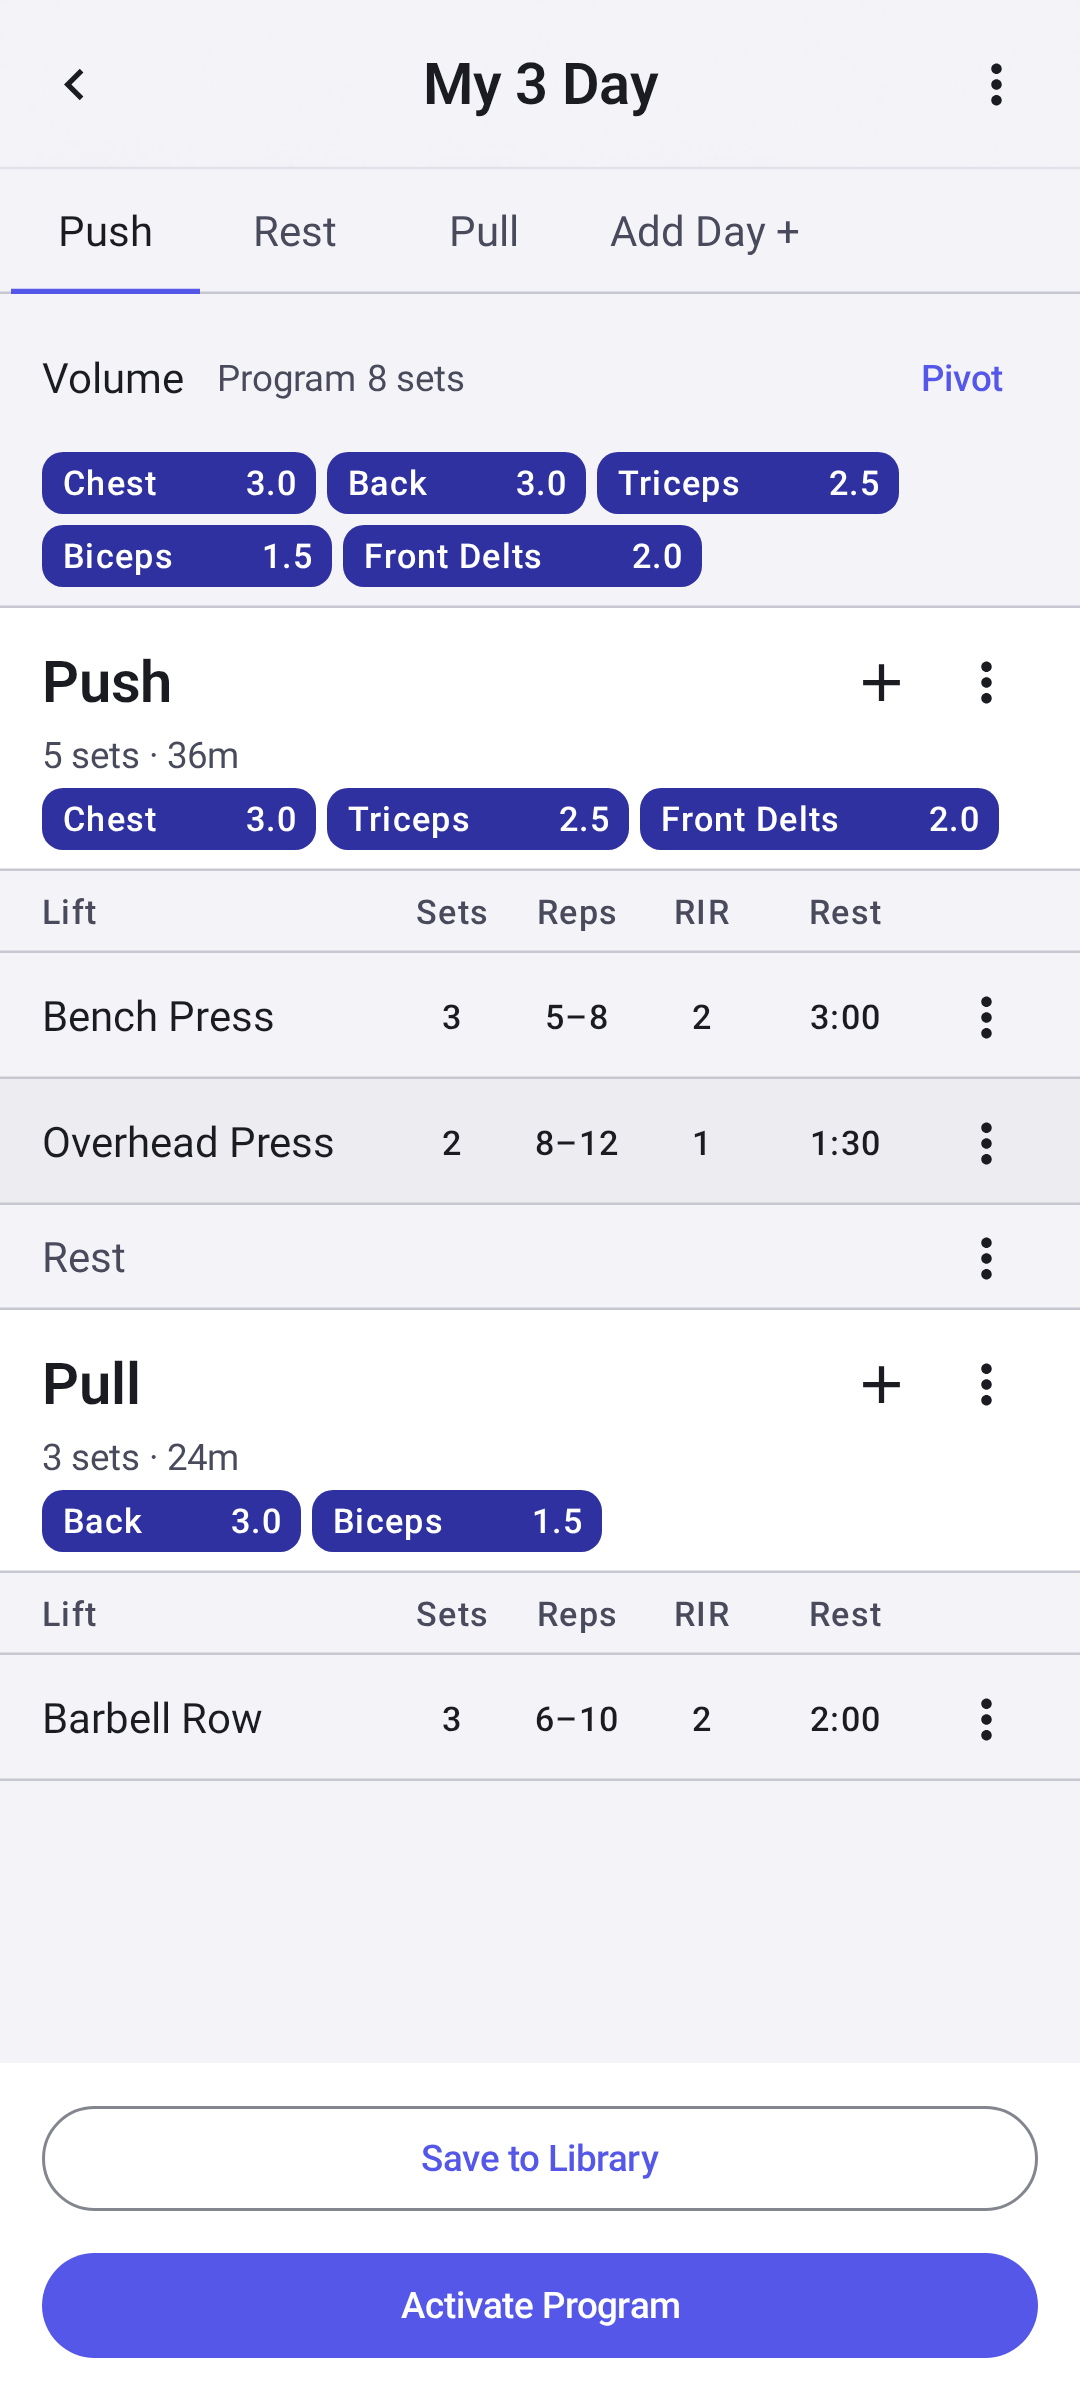 My 3 Day
Push Rest Pull Add Day +
Volume Program 8 sets Pivot
Chest 3.0 Back 3.0 Triceps 2.5
Biceps 1.5 Front Delts 2.0
Push
5 sets · 36m
Chest 3.0 Triceps 2.5 Front Delts 2.0
Lift Sets Reps RIR Rest
Bench Press 3 5–8 2 3:00
Overhead Press 2 8–12 1 1:30
Rest
Pull
3 sets · 24m
Back 3.0 Biceps 1.5
Lift Sets Reps RIR Rest
Barbell Row 3 6–10 2 2:00
Save to Library
Activate Program